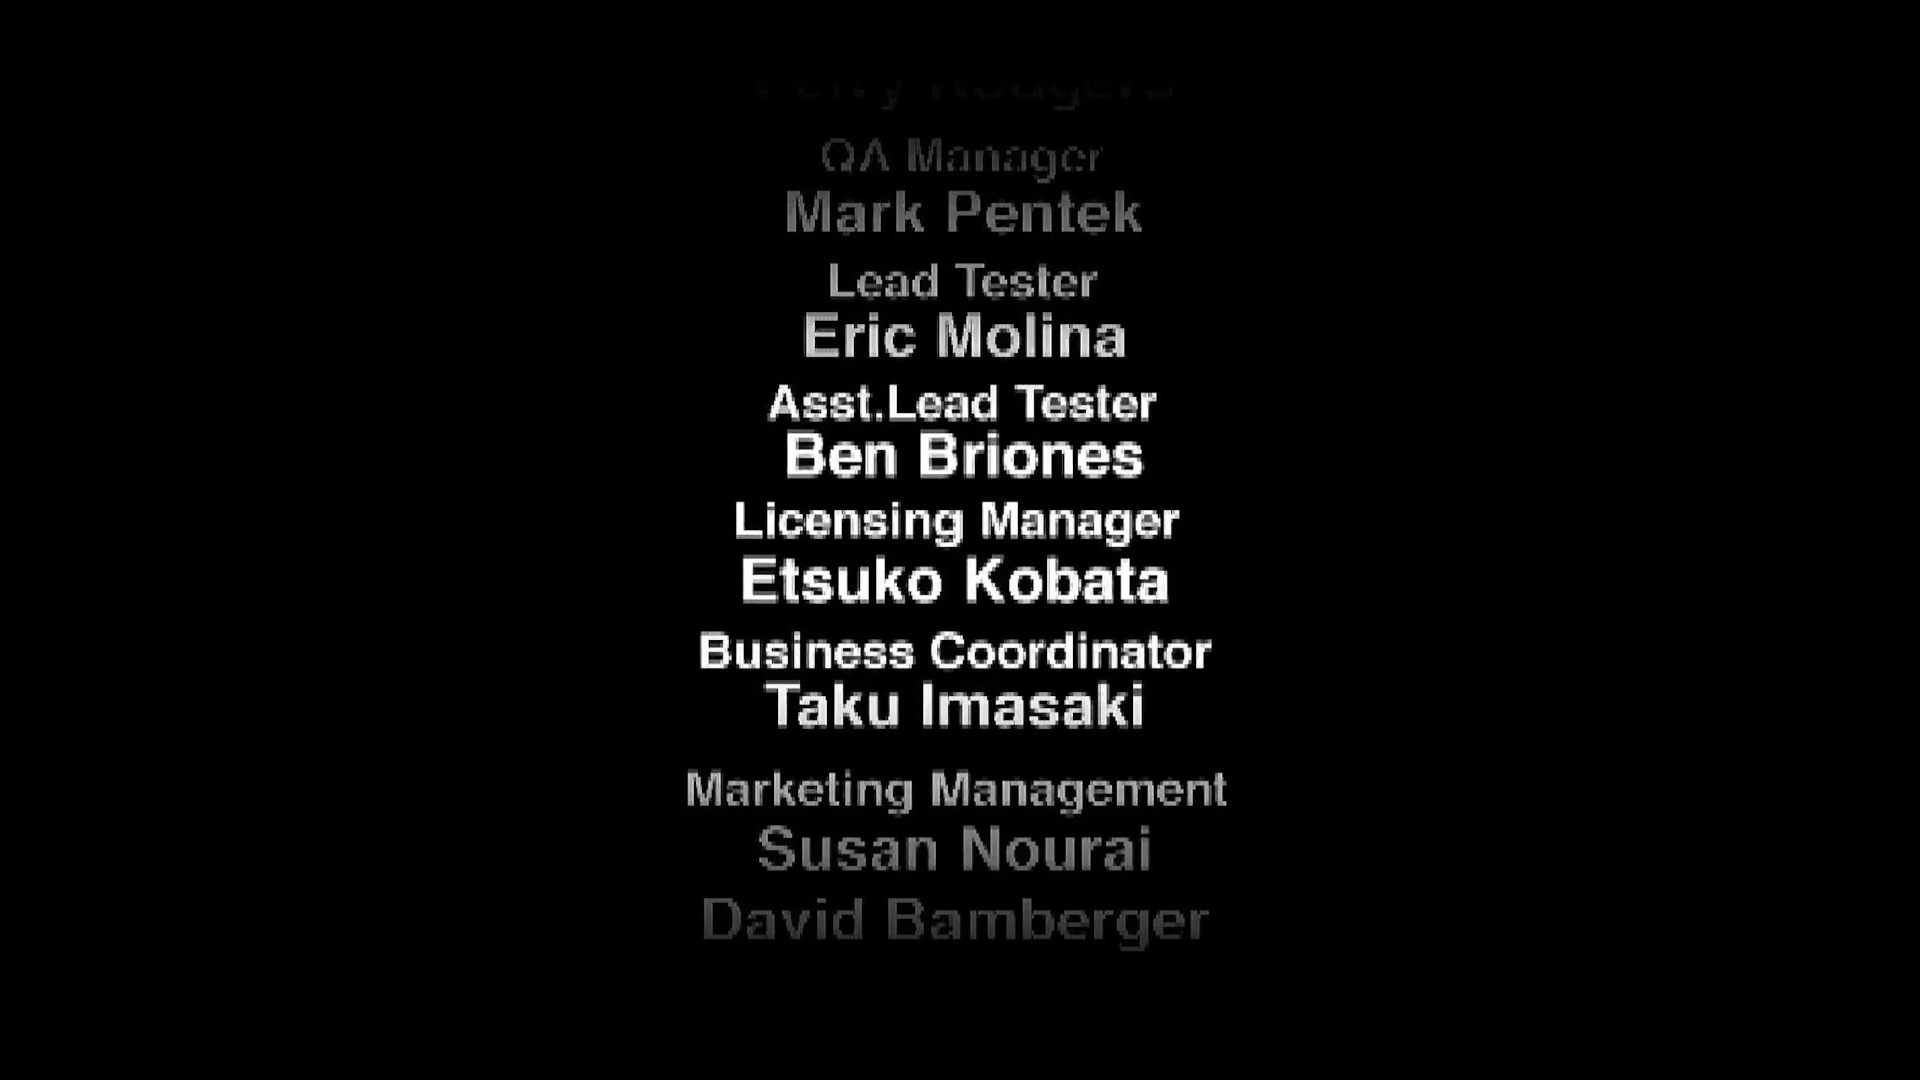 Rodgers
QA Manager
Mark Pentek
Lead Tester
Eric Molina
Asst.Lead Tester
Ben Briones
Licensing Manager
Etsuko Kobata
Business Coordinator
Taku Imasaki
Marketing Management
Susan Nourai
David Bamberger